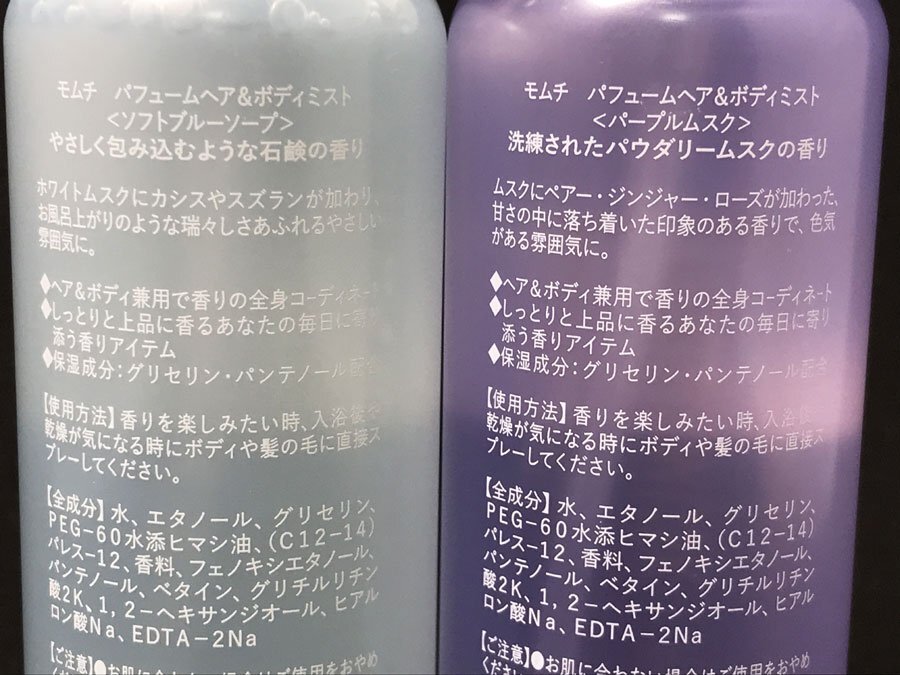 モムチ パフュームヘア&ボディミスト
<ソフトブルーソープ>
やさしく包み込むような石鹸の香り
ホワイトムスクにカシスやスズランが加わり、
お風呂上がりのような瑞々しさあふれるやさしい
雰囲気に。
◆ヘア&ボディ兼用で香りの全身コーディネート
◆しっとりと上品に香るあなたの毎日に寄り
添う香りアイテム
◆保湿成分:グリセリン・パンテノール配合
【使用方法】香りを楽しみたい時、入浴後や
乾燥が気になる時にボディや髪の毛に直接ス
プレーしてください。
【全成分】水、エタノール、グリセリン、
PEG-60水添ヒマシ油、(C12-14)
パレス-12、香料、フェノキシエタノール、
パンテノール、ベタイン、グリチルリチン
酸2K、1,2-ヘキサンジオール、ヒアル
ロン酸Na、EDTA-2Na
【ご注意】●お肌に合わない場合はご使用をおやめ
モムチ パフュームヘア&ボディミスト
<パープルムスク>
洗練されたパウダリームスクの香り
ムスクにペアー・ジンジャー・ローズが加わった、
甘さの中に落ち着いた印象のある香りで、色気
がある雰囲気に。
◆ヘア&ボディ兼用で香りの全身コーディネート
◆しっとりと上品に香るあなたの毎日に寄り
添う香りアイテム
◆保湿成分:グリセリン・パンテノール配合
【使用方法】香りを楽しみたい時、入浴後や
乾燥が気になる時にボディや髪の毛に直接ス
プレーしてください。
【全成分】水、エタノール、グリセリン、
PEG-60水添ヒマシ油、(C12-14)
パレス-12、香料、フェノキシエタノール、
パンテノール、ベタイン、グリチルリチン
酸2K、1,2-ヘキサンジオール、ヒアル
ロン酸Na、EDTA-2Na
【ご注意】●お肌に合わない場合はご使用をおやめ